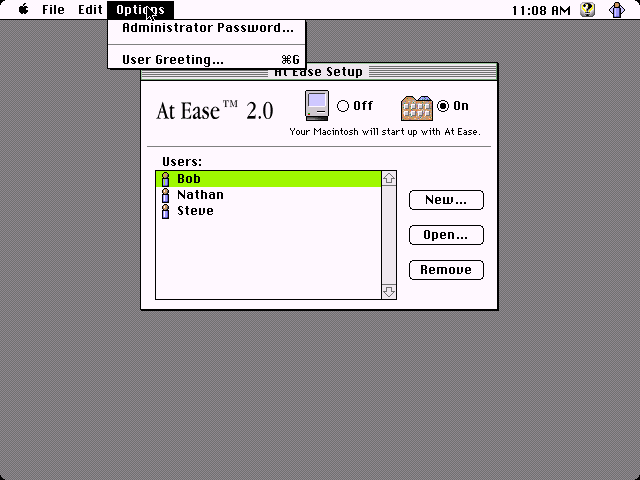 File Edit Options 11:08 AM
Administrator Password...
User Greeting... ⌘G
At Ease Setup
At Ease™ 2.0
Off
On
Your Macintosh will start up with At Ease.
Users:
Bob
Nathan
Steve
New...
Open...
Remove